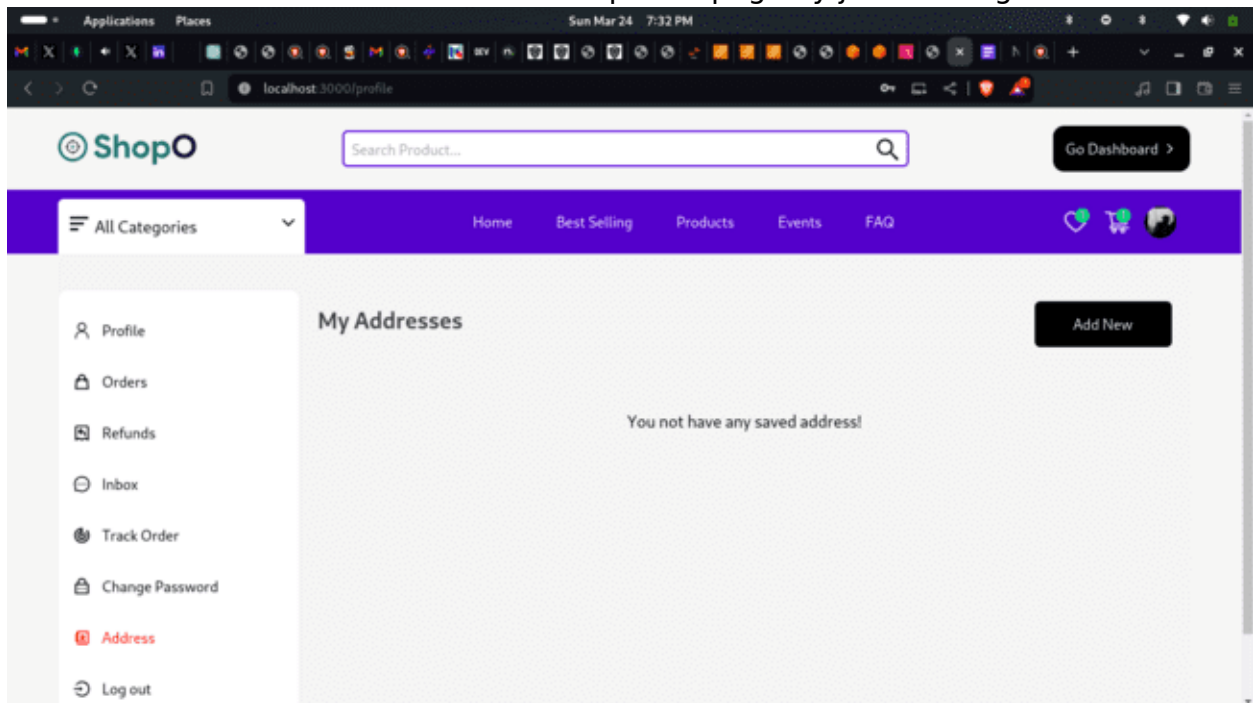 Applications Places Sun Mar 24 7:32 PM
localhost:3000/profile
ShopO
Search Product...
Go Dashboard >
All Categories
Home Best Selling Products Events FAQ
My Addresses
Add New
Profile
Orders
You not have any saved address!
Refunds
Inbox
Track Order
Change Password
Address
Log out